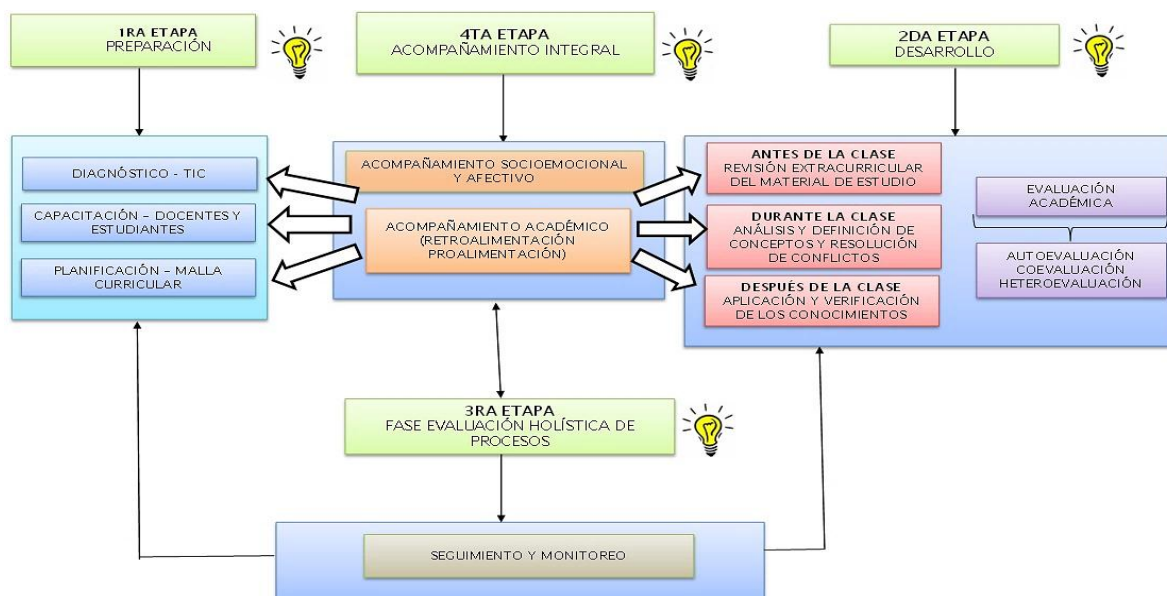 1RA ETAPA
PREPARACIÓN
4TA ETAPA
ACOMPAÑAMIENTO INTEGRAL
2DA ETAPA
DESARROLLO
DIAGNÓSTICO - TIC
CAPACITACIÓN – DOCENTES Y
ESTUDIANTES
PLANIFICACIÓN – MALLA
CURRICULAR
ACOMPAÑAMIENTO SOCIOEMOCIONAL
Y AFECTIVO
ACOMPAÑAMIENTO ACADÉMICO
(RETROALIMENTACIÓN
PROALIMENTACIÓN)
ANTES DE LA CLASE
REVISIÓN EXTRACURRICULAR
DEL MATERIAL DE ESTUDIO
DURANTE LA CLASE
ANÁLISIS Y DEFINICIÓN DE
CONCEPTOS Y RESOLUCIÓN
DE CONFLICTOS
DESPUÉS DE LA CLASE
APLICACIÓN Y VERIFICACIÓN
DE LOS CONOCIMIENTOS
EVALUACIÓN
ACADÉMICA
AUTOEVALUACIÓN
COEVALUACIÓN
HETEROEVALUACIÓN
3RA ETAPA
FASE EVALUACIÓN HOLÍSTICA DE
PROCESOS
SEGUIMIENTO Y MONITOREO